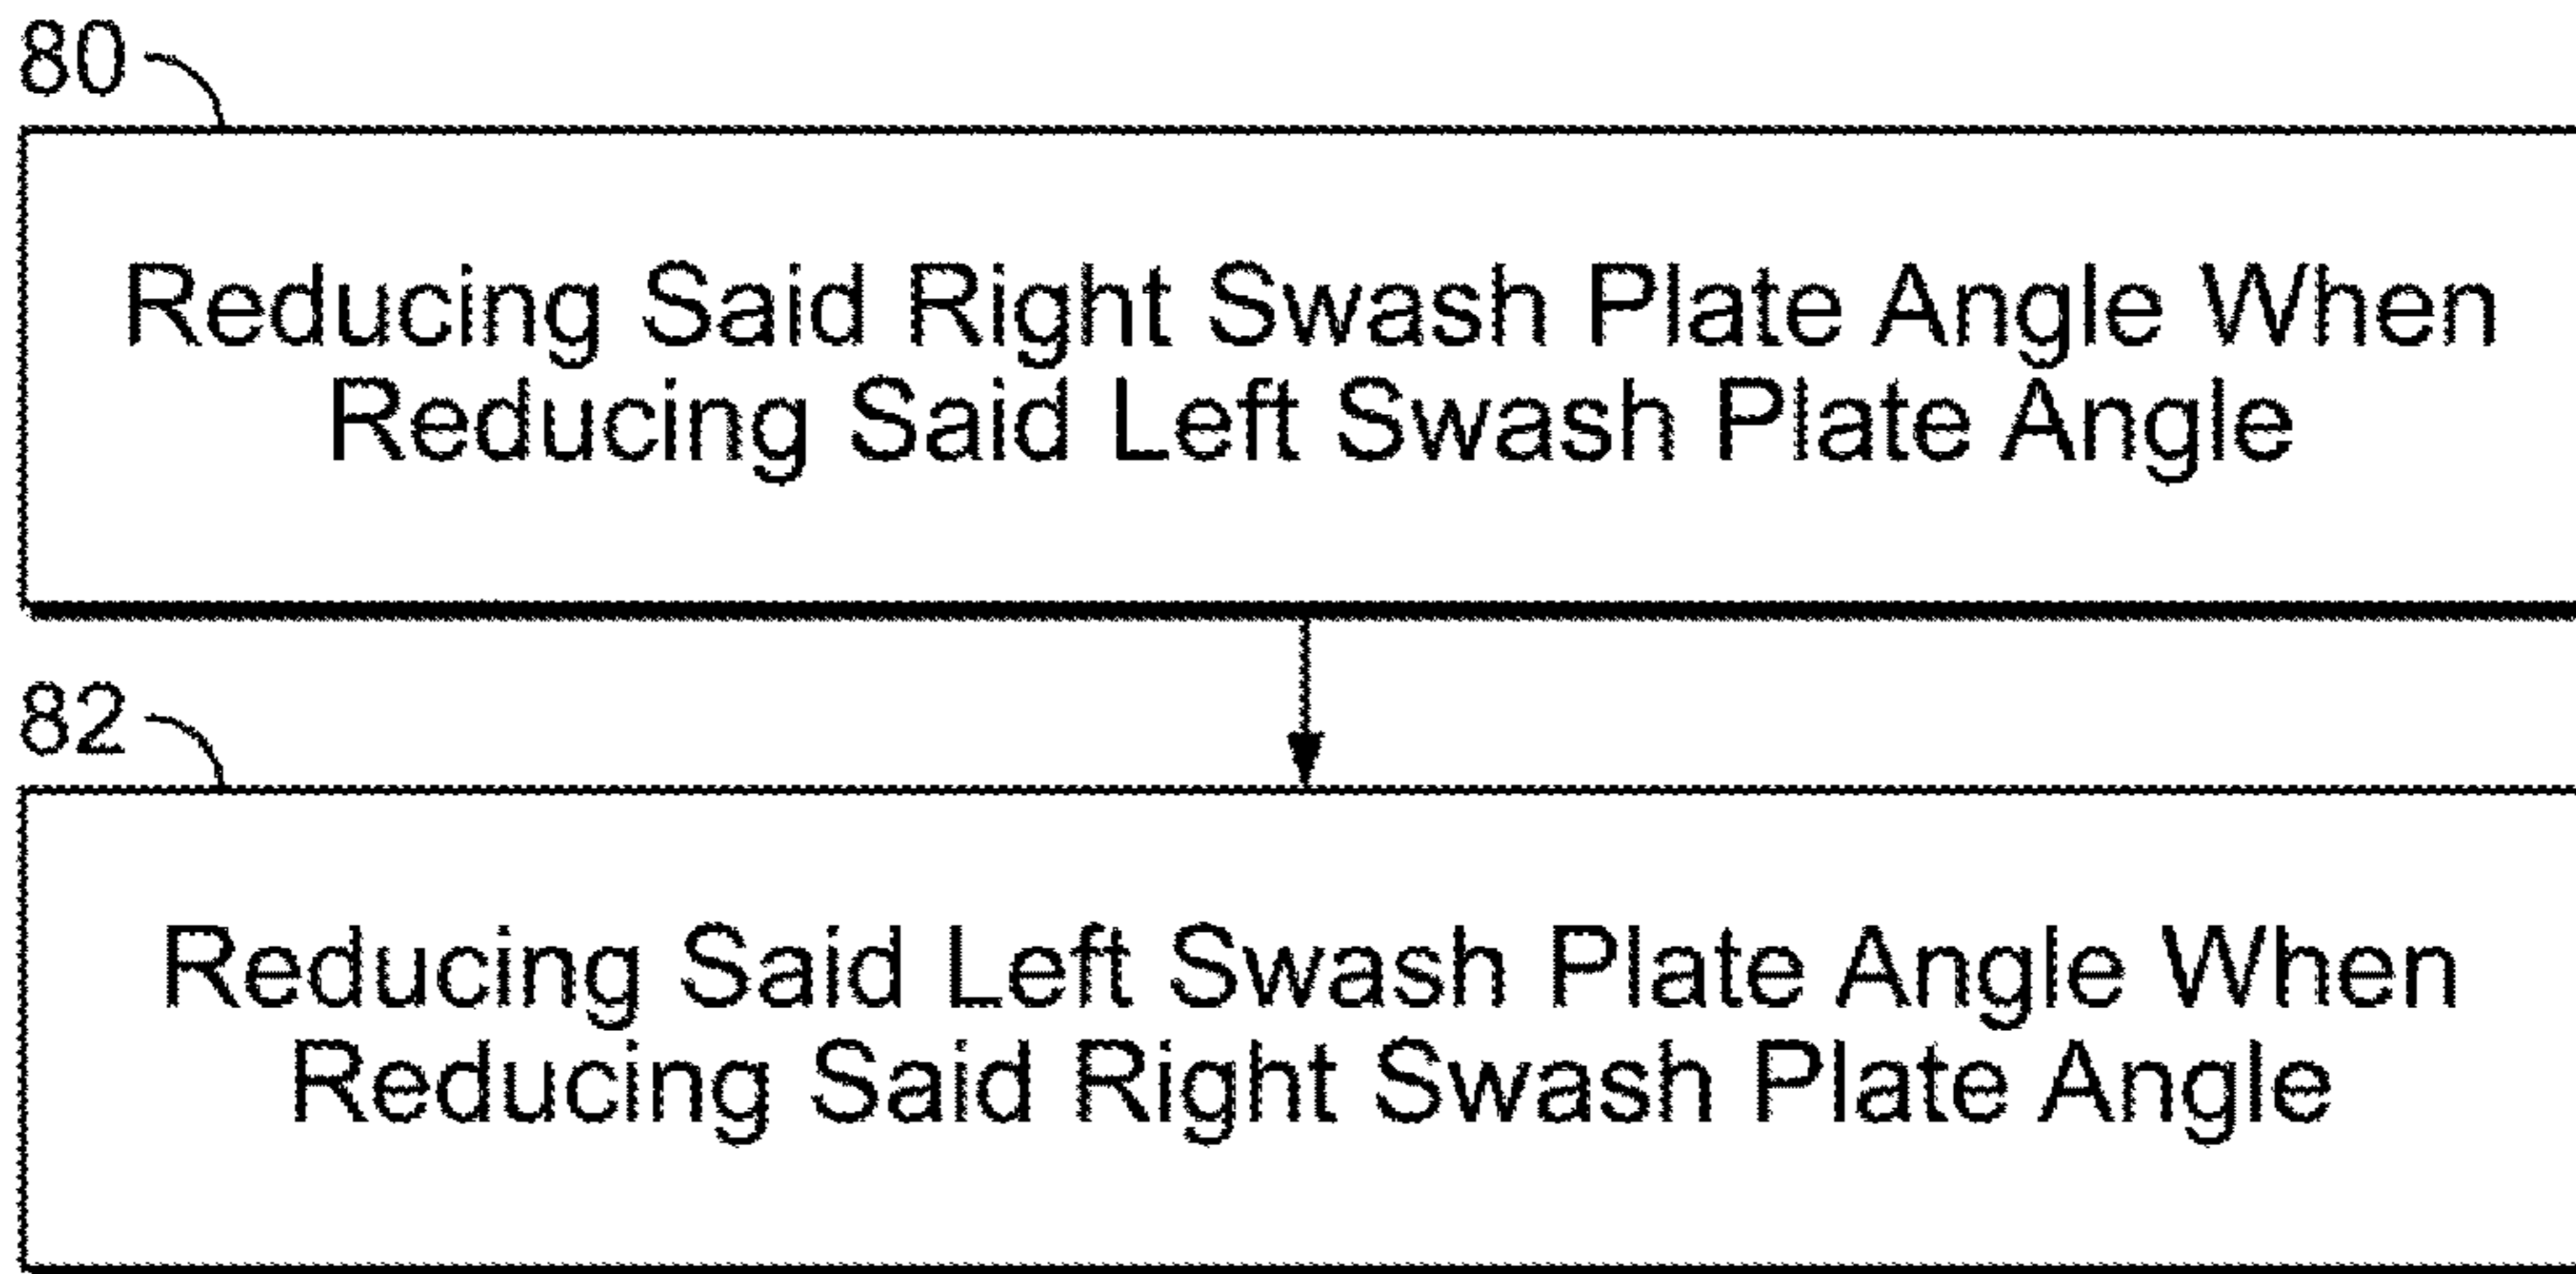 80
Reducing Said Right Swash Plate Angle When
Reducing Said Left Swash Plate Angle
82
Reducing Said Left Swash Plate Angle When
Reducing Said Right Swash Plate Angle